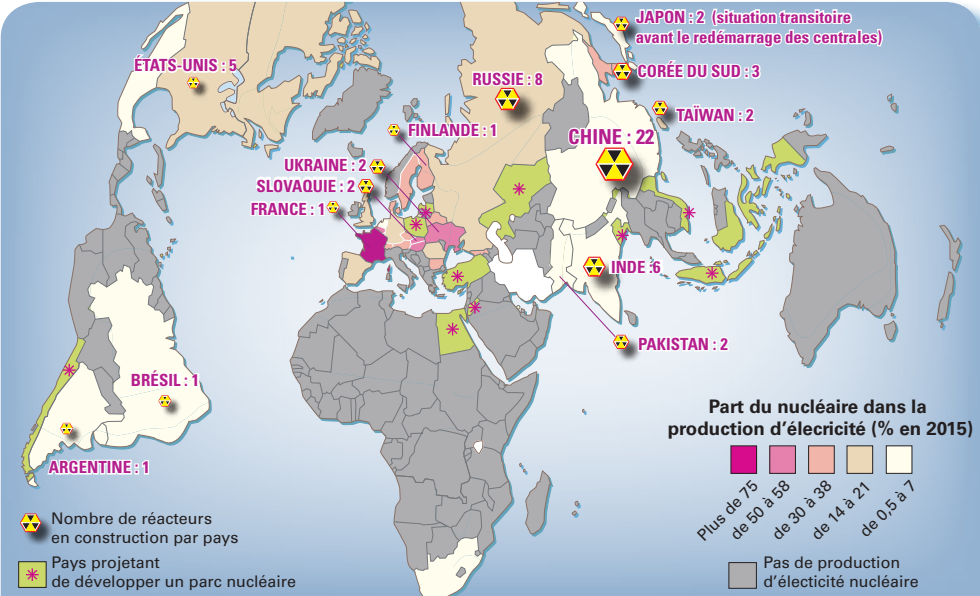 JAPON : 2 (situation transitoire
avant le redémarrage des centrales)
ÉTATS-UNIS : 5
RUSSIE : 8
CORÉE DU SUD : 3
TAÏWAN : 2
FINLANDE : 1
CHINE : 22
UKRAINE : 2
SLOVAQUIE : 2
FRANCE : 1
INDE : 6
PAKISTAN : 2
BRÉSIL : 1
ARGENTINE : 1
Part du nucléaire dans la
production d'élecricité (% en 2015)
Plus de 75
de 50 à 58
de 30 à 38
de 14 à 21
de 0,5 à 7
Nombre de réacteurs
en construction par pays
Pays projetant
de développer un parc nucléaire
Pas de production
d'électicité nucléaire